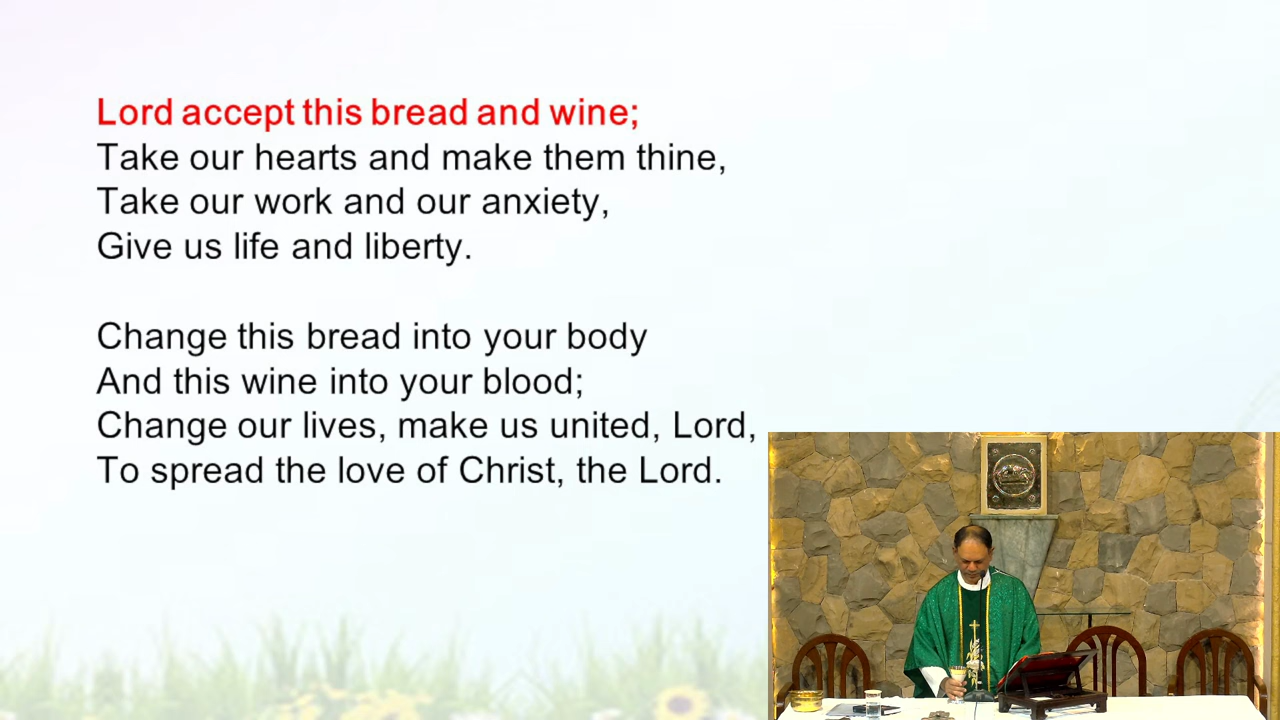 Lord accept this bread and wine;
Take our hearts and make them thine,
Take our work and our anxiety,
Give us life and liberty.
Change this bread into your body
And this wine into your blood;
Change our lives, make us united, Lord,
To spread the love of Christ, the Lord.